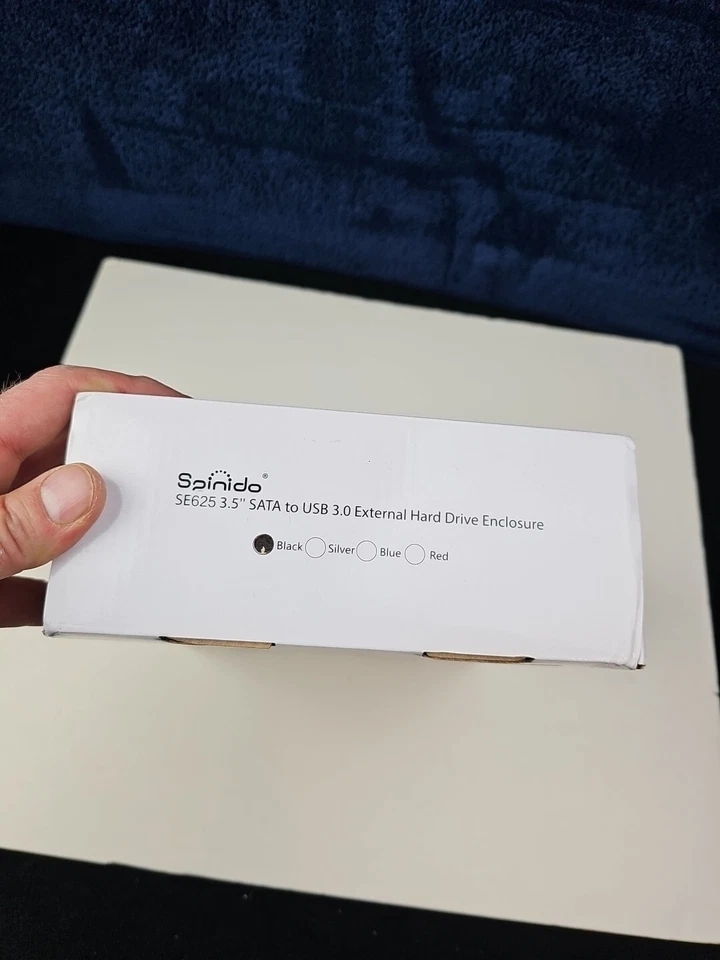 Spinido®
SE625 3.5" SATA to USB 3.0 External Hard Drive Enclosure
Black Silver Blue Red